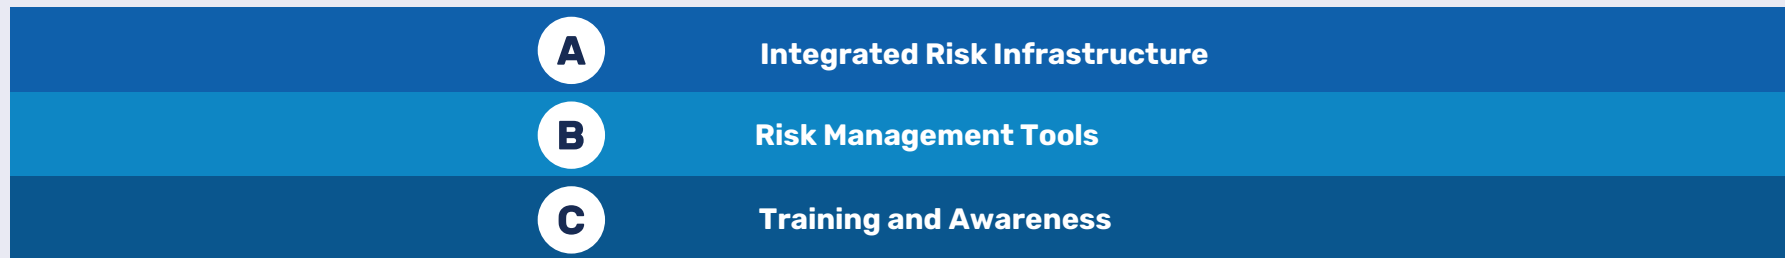 A Integrated Risk Infrastructure
B Risk Management Tools
C Training and Awareness